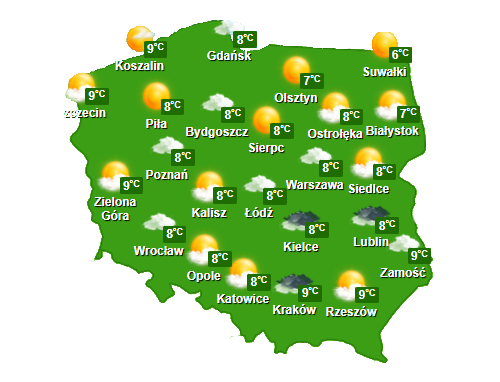 9°C
Koszalin
8°C
Gdańsk
6°C
Suwałki
7°C
Olsztyn
9°C
zczecin
8°C
Piła
8°C
Bydgoszcz
8°C
Sierpc
8°C
Ostrołęka
7°C
Białystok
8°C
Poznań
8°C
Warszawa
8°C
Siedlce
9°C
Zielona
Góra
8°C
Kalisz
8°C
Łódź
8°C
Kielce
8°C
Lublin
8°C
Wrocław
9°C
Zamość
8°C
Opole
8°C
Katowice
9°C
Kraków
9°C
Rzeszów